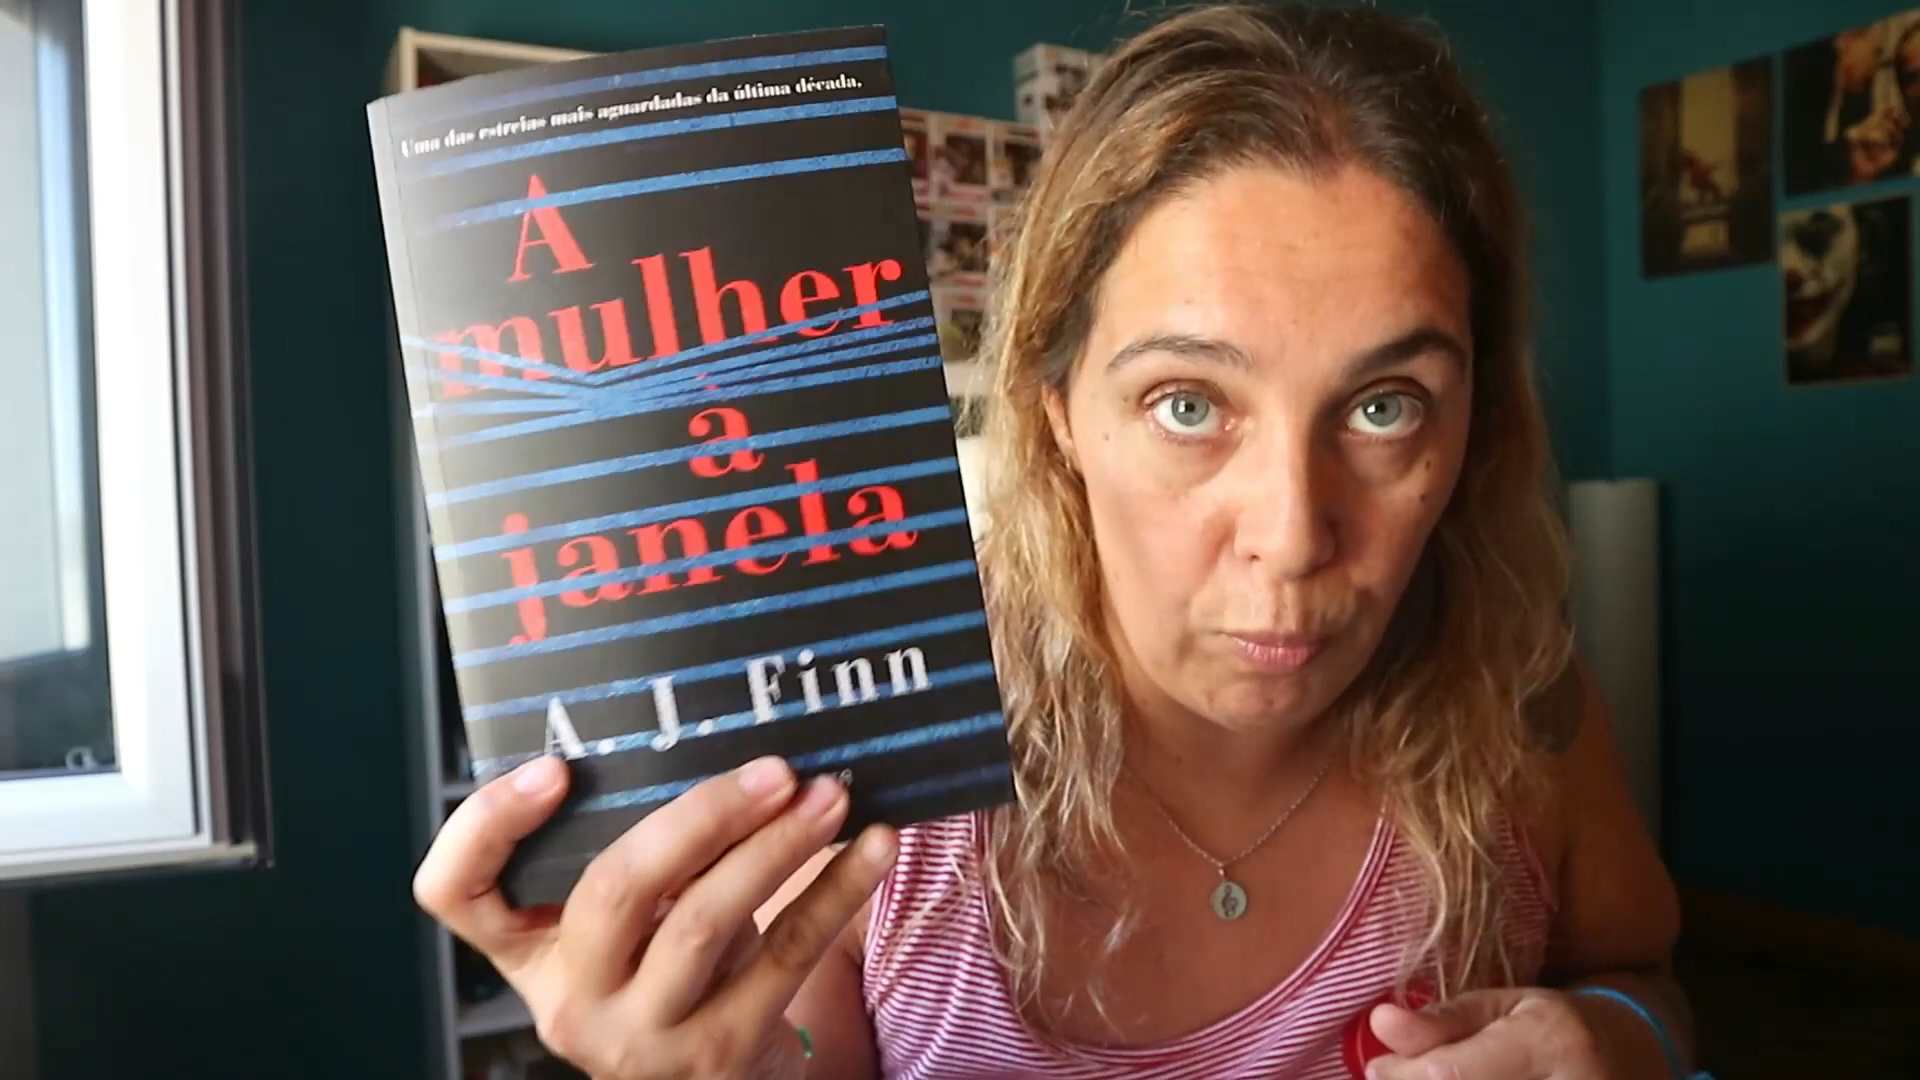 Uma das estreias mais aguardadas da última década.
A
mulher
à
janela
A. J. Finn